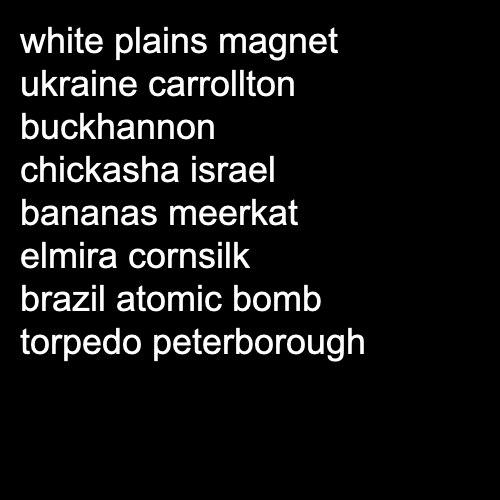 white plains magnet
ukraine carrollton
buckhannon
chickasha israel
bananas meerkat
elmira cornsilk
brazil atomic bomb
torpedo peterborough